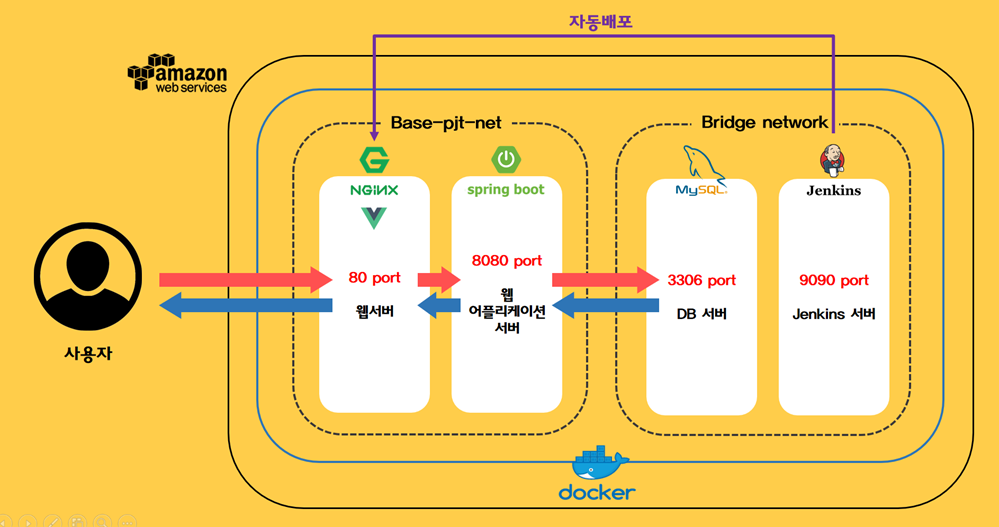 자동배포
amazon
web services
Base-pjt-net
Bridge network
NGiNX
spring boot
MySQL
Jenkins
80 port
웹서버
8080 port
웹
어플리케이션
서버
3306 port
DB 서버
9090 port
Jenkins 서버
사용자
docker